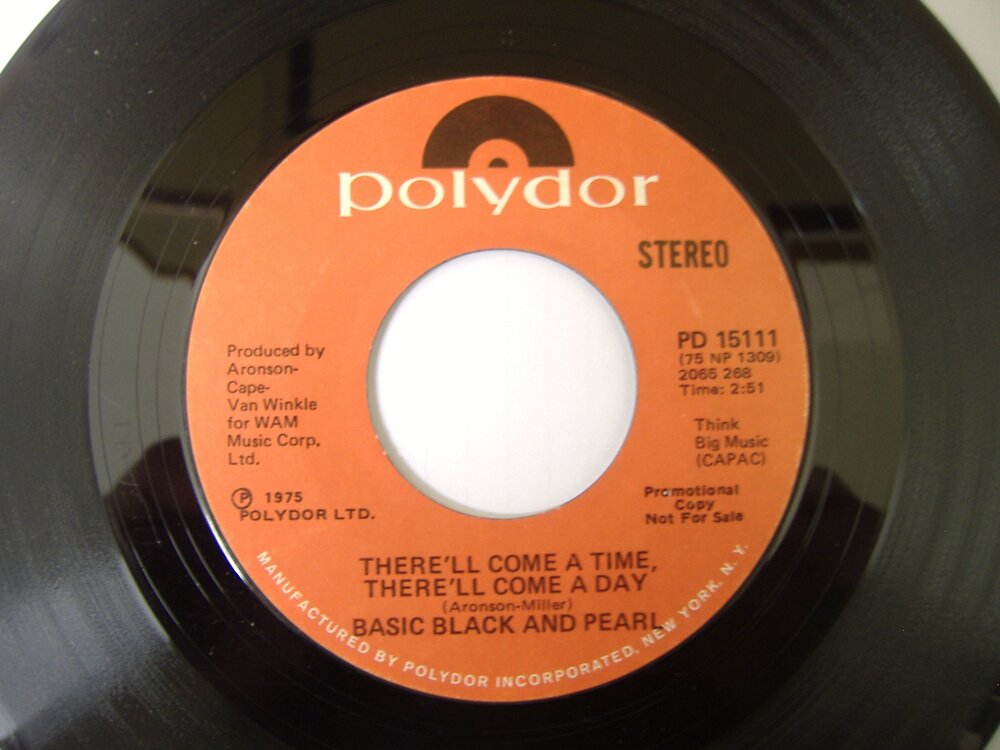 polydor
STEREO
Produced by
Aronson-
Cape-
Van Winkle
for WAM
Music Corp,
Ltd.
Ⓟ 1975
POLYDOR LTD.
PD 15111
(75 NP 1309)
2065 268
Time: 2:51
Think
Big Music
(CAPAC)
Promotional
Copy
Not For Sale
THERE'LL COME A TIME,
THERE'LL COME A DAY
(Aronson-Miller)
BASIC BLACK AND PEARL
MANUFACTURED BY POLYDOR INCORPORATED, NEW YORK, N. Y.